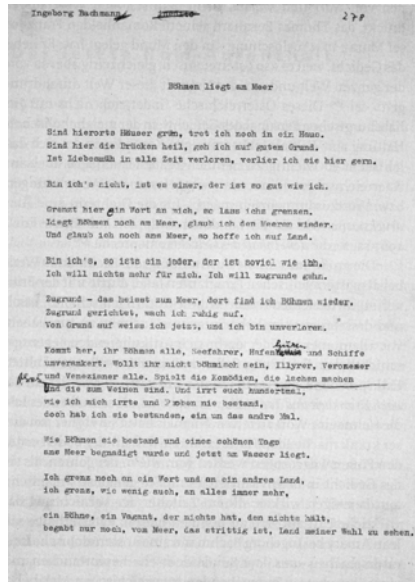 Ingeborg Bachmann
278
Böhmen liegt am Meer
Sind hierorts Häuser grün, tret ich noch in ein Haus.
Sind hier die Brücken heil, geh ich auf guten Grund.
Ist Liebesmüh in alle Zeit verloren, verlier ich sie hier gern.
Bin ich's nicht, ist es einer, der ist so gut wie ich.
Grenzt hier ein Wort an mich, so lass ichs grenzen.
Liegt Böhmen noch am Meer, glaub ich den Meeren wieder.
Und glaub ich noch ans Meer, so hoffe ich auf Land.
Bin ich's, so ists ein jeder, der ist soviel wie ich.
Ich will nichts mehr für mich. Ich will zugrunde gehn.
Zugrund - das heisst zum Meer, dort find ich Böhmen wieder.
Zugrund gerichtet, wach ich ruhig auf.
Von Grund auf weiss ich jetzt, und ich bin unverloren.
Kommt her, ihr Böhmen alle, Seefahrer, Hafenhuren und Schiffe
unverankert. Wollt ihr nicht böhmisch sein, Illyrer, Veroneser
und Venezianer alle. Spielt die Komödien, die lachen machen
Und die zum Weinen sind. Und irrt euch hundertmal,
wie ich mich irrte und Proben nie bestand,
doch hab ich sie bestanden, ein um das andre Mal.
Wie Böhmen sie bestand und eines schönen Tags
ans Meer begnadigt wurde und jetzt am Wasser liegt.
Ich grenz noch an ein Wort und an ein andres Land,
ich grenz, wie wenig auch, an alles immer mehr,
ein Böhme, ein Vagant, der nichts hat, den nichts hält,
begabt nur noch, vom Meer, das strittig ist, Land meiner Wahl zu sehen.